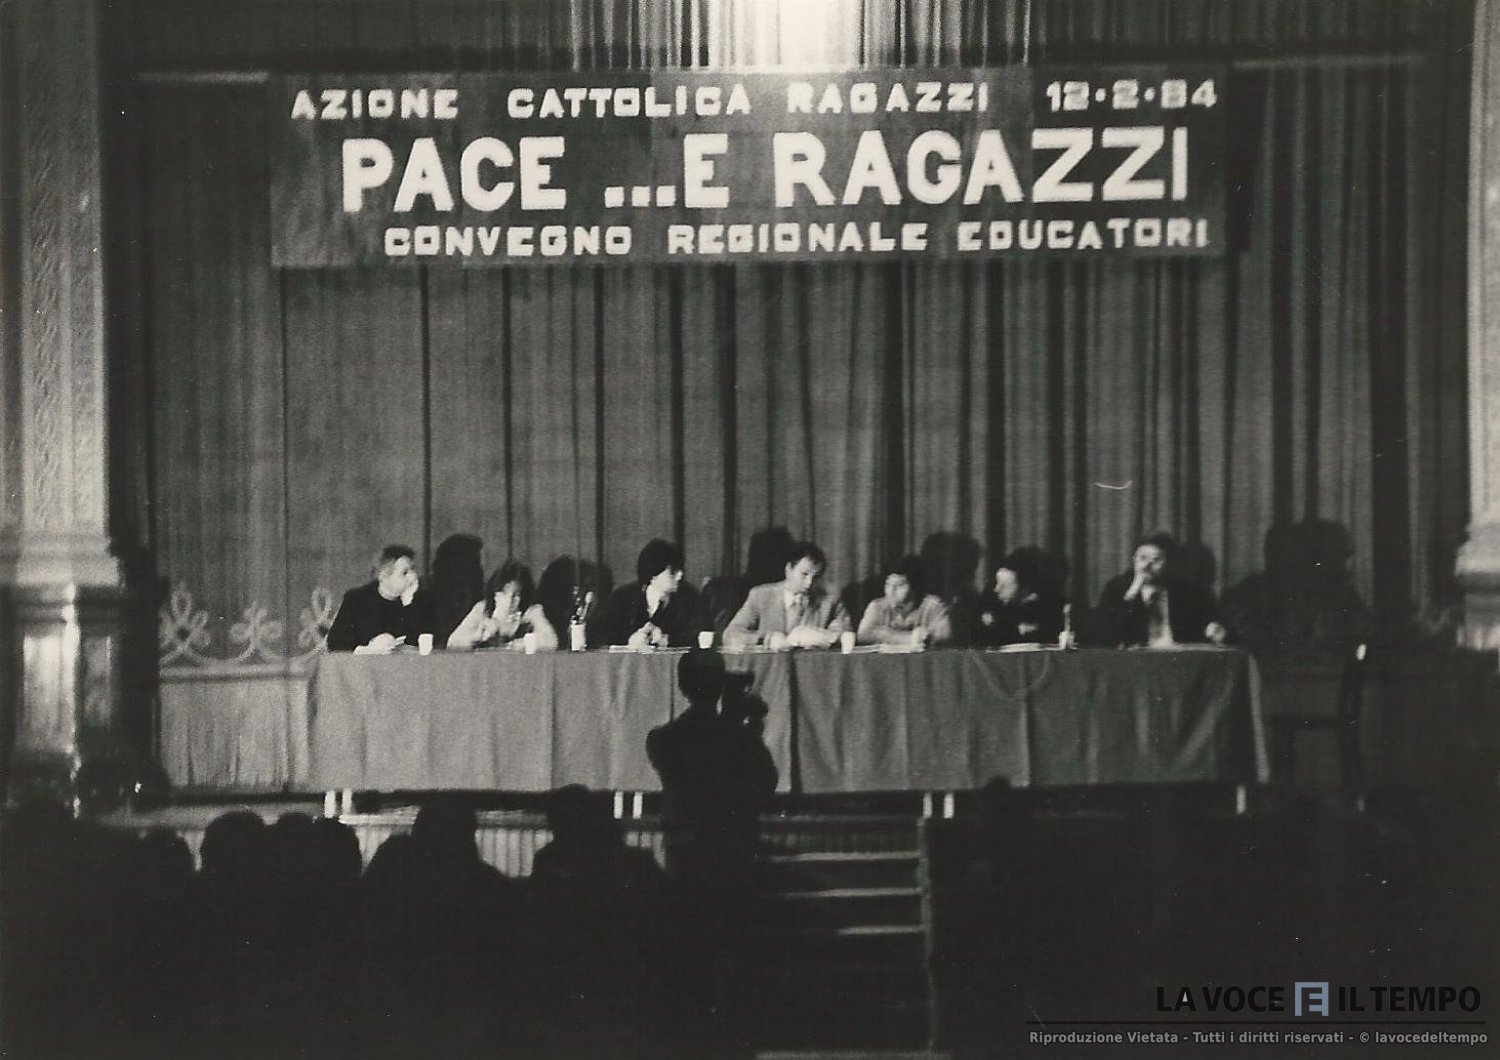 AZIONE CATTOLICA RAGAZZI 12·2·84
PACE ...E RAGAZZI
CONVEGNO REGIONALE EDUCATORI
LA VOCE E IL TEMPO
Riproduzione Vietata - Tutti i diritti riservati - © lavocedeltempo